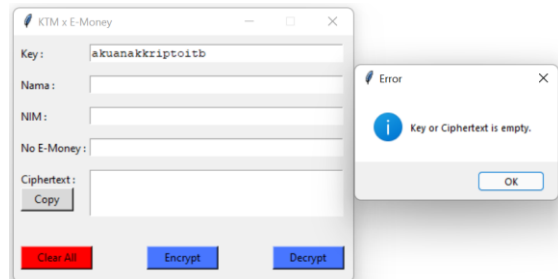 KTM x E-Money
Key :
akuanakkriptoitb
Nama :
NIM :
No E-Money :
Ciphertext :
Copy
Clear All
Encrypt
Decrypt
Error
Key or Ciphertext is empty.
OK